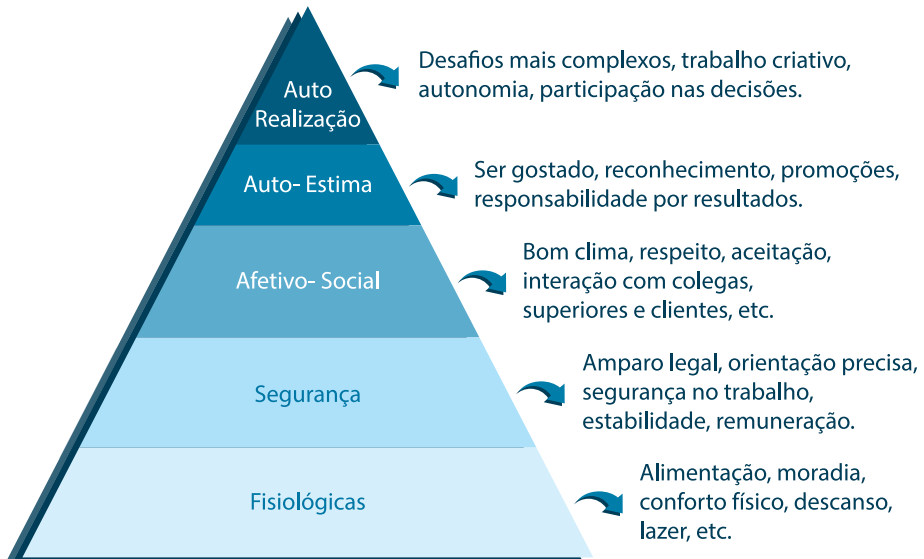 Auto
Realização
Desafios mais complexos, trabalho criativo,
autonomia, participação nas decisões.
Auto- Estima
Ser gostado, reconhecimento, promoções,
responsabilidade por resultados.
Afetivo- Social
Bom clima, respeito, aceitação,
interação com colegas,
superiores e clientes, etc.
Segurança
Amparo legal, orientação precisa,
segurança no trabalho,
estabilidade, remuneração.
Fisiológicas
Alimentação, moradia,
conforto físico, descanso,
lazer, etc.